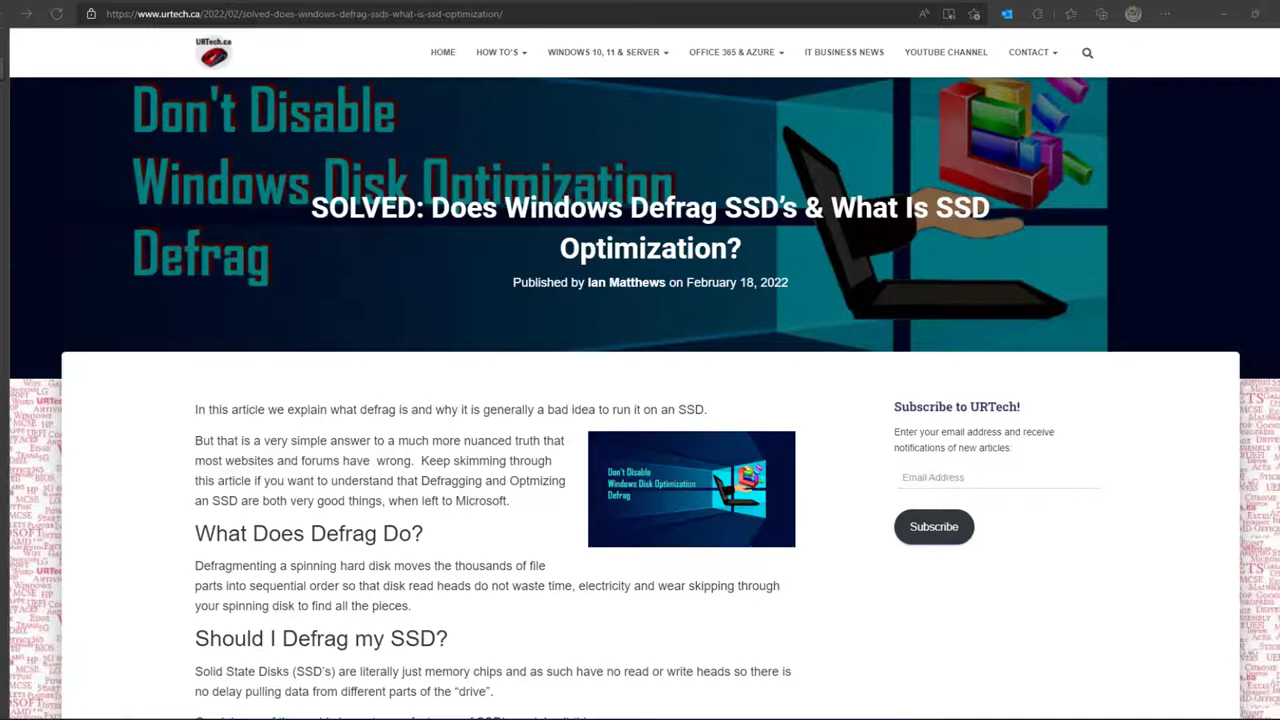 https://www.urtech.ca/2022/02/solved-does-windows-defrag-ssds-what-is-ssd-optimization/
URTech.ca
HOME HOW TO'S WINDOWS 10, 11 & SERVER OFFICE 365 & AZURE IT BUSINESS NEWS YOUTUBE CHANNEL CONTACT
Don't Disable
Windows Disk Optimization
Defrag
SOLVED: Does Windows Defrag SSD's & What Is SSD
Optimization?
Published by Ian Matthews on February 18, 2022
In this article we explain what defrag is and why it is generally a bad idea to run it on an SSD.
But that is a very simple answer to a much more nuanced truth that
most websites and forums have wrong. Keep skimming through
this article if you want to understand that Defragging and Optmizing
an SSD are both very good things, when left to Microsoft.
Don't Disable
Windows Disk Optimization
Defrag
What Does Defrag Do?
Defragmenting a spinning hard disk moves the thousands of file
parts into sequential order so that disk read heads do not waste time, electricity and wear skipping through
your spinning disk to find all the pieces.
Should I Defrag my SSD?
Solid State Disks (SSD's) are literally just memory chips and as such have no read or write heads so there is
no delay pulling data from different parts of the “drive”.
Subscribe to URTech!
Enter your email address and receive
notifications of new articles:
Email Address
Subscribe